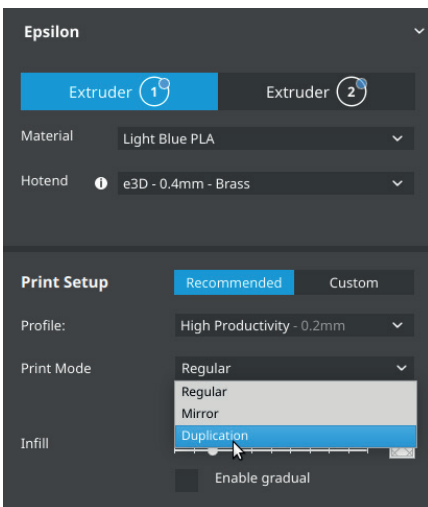 Epsilon
Extruder 1 Extruder 2
Material Light Blue PLA
Hotend i e3D - 0.4mm - Brass
Print Setup Recommended Custom
Profile: High Productivity - 0.2mm
Print Mode Regular
Regular
Mirror
Duplication
Infill
Enable gradual